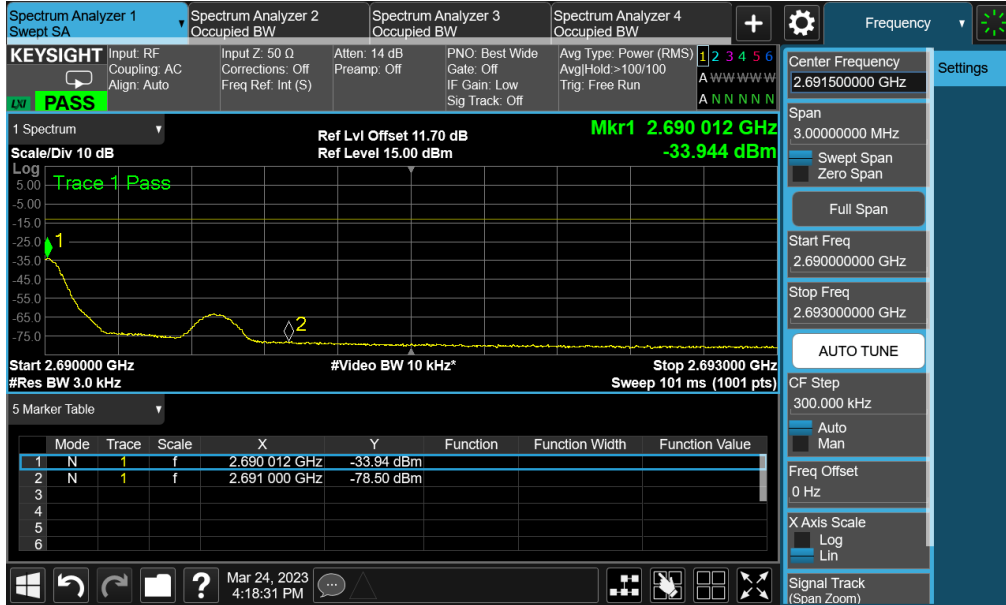 Spectrum Analyzer 1
Swept SA
Spectrum Analyzer 2
Occupied BW
Spectrum Analyzer 3
Occupied BW
Spectrum Analyzer 4
Occupied BW
+
Frequency
KEYSIGHT
LXI
PASS
Input: RF
Coupling: AC
Align: Auto
Input Z: 50 Ω
Corrections: Off
Freq Ref: Int (S)
Atten: 14 dB
Preamp: Off
PNO: Best Wide
Gate: Off
IF Gain: Low
Sig Track: Off
Avg Type: Power (RMS)
Avg|Hold:>100/100
Trig: Free Run
1 2 3 4 5 6
A W W W W W
A N N N N N
1 Spectrum
Scale/Div 10 dB
Ref Lvl Offset 11.70 dB
Ref Level 15.00 dBm
Mkr1 2.690 012 GHz
-33.944 dBm
Log
Trace 1 Pass
5.00
-5.00
-15.0
-25.0
-35.0
-45.0
-55.0
-65.0
-75.0
1
2
Start 2.690000 GHz
#Res BW 3.0 kHz
#Video BW 10 kHz*
Stop 2.693000 GHz
Sweep 101 ms (1001 pts)
5 Marker Table
Mode Trace Scale X Y Function Function Width Function Value
1 N 1 f 2.690 012 GHz -33.94 dBm
2 N 1 f 2.691 000 GHz -78.50 dBm
3
4
5
6
Mar 24, 2023
4:18:31 PM
Center Frequency
2.691500000 GHz
Span
3.00000000 MHz
Swept Span
Zero Span
Full Span
Start Freq
2.690000000 GHz
Stop Freq
2.693000000 GHz
AUTO TUNE
CF Step
300.000 kHz
Auto
Man
Freq Offset
0 Hz
X Axis Scale
Log
Lin
Signal Track
(Span Zoom)
Settings